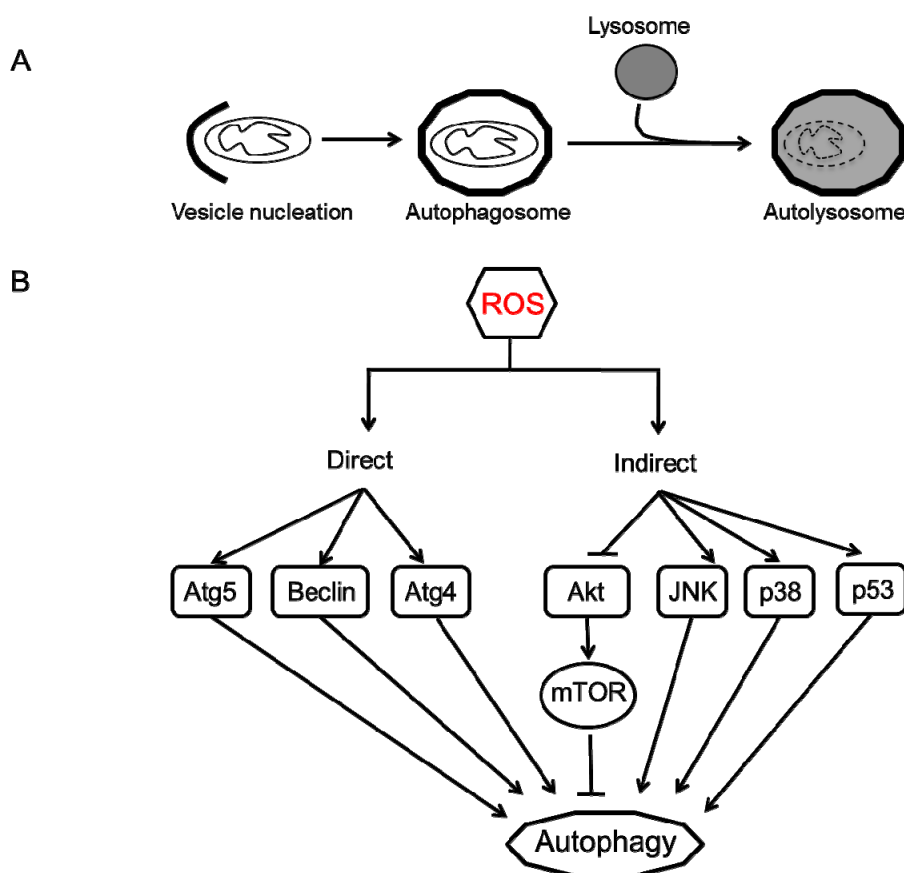 A
Lysosome
Vesicle nucleation
Autophagosome
Autolysosome
B
ROS
Direct
Indirect
Atg5
Beclin
Atg4
Akt
JNK
p38
p53
mTOR
Autophagy